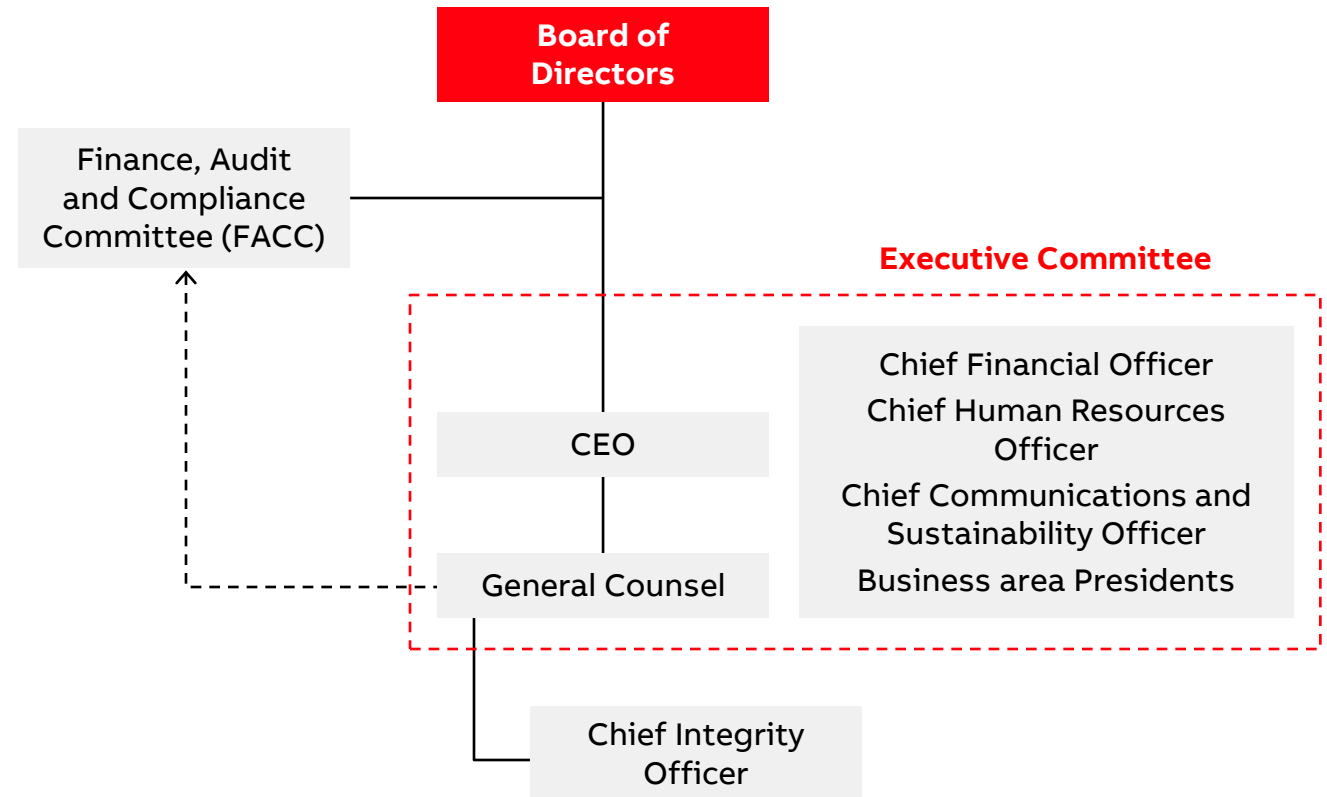 Board of
Directors
Finance, Audit
and Compliance
Committee (FACC)
Executive Committee
Chief Financial Officer
Chief Human Resources
Officer
Chief Communications and
Sustainability Officer
Business area Presidents
CEO
General Counsel
Chief Integrity
Officer